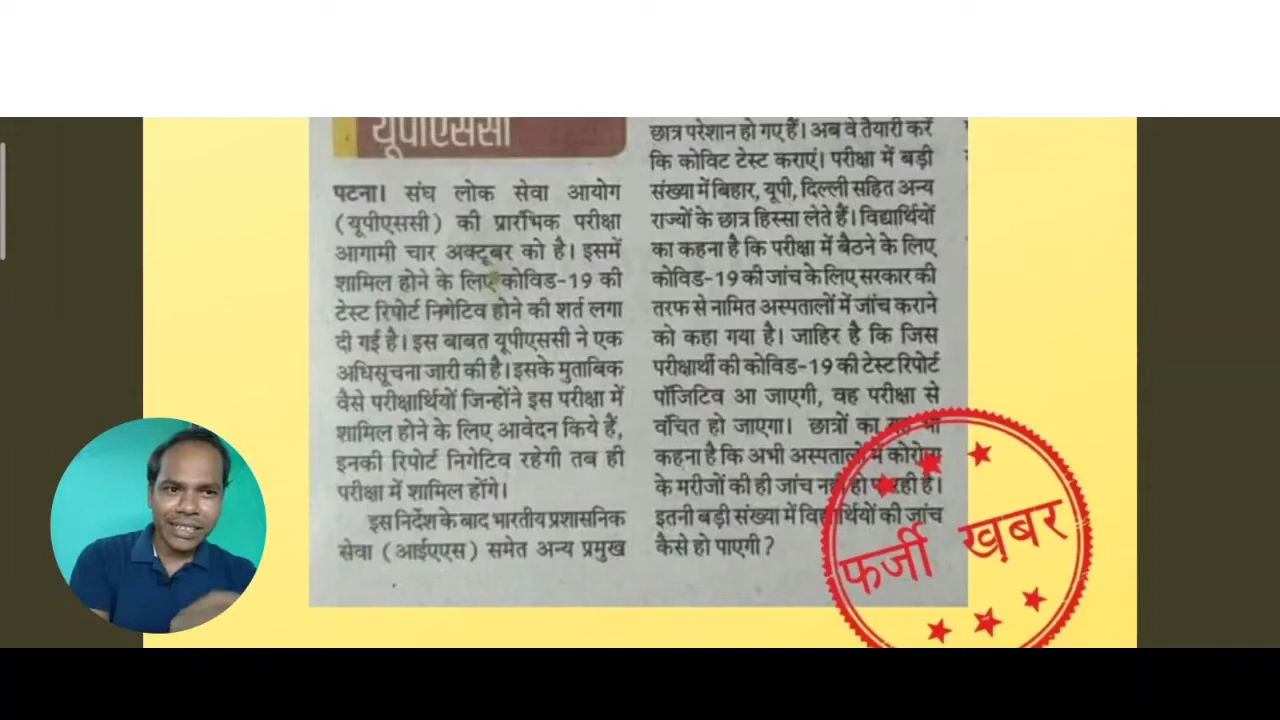 यूपीएससी
पटना। संघ लोक सेवा आयोग
(यूपीएससी) की प्रारंभिक परीक्षा
आगामी चार अक्टूबर को है। इसमें
शामिल होने के लिए कोविड-19 की
टेस्ट रिपोर्ट निगेटिव होने की शर्त लगा
दी गई है। इस बाबत यूपीएससी ने एक
अधिसूचना जारी की है। इसके मुताबिक
वैसे परीक्षार्थियों जिन्होंने इस परीक्षा में
शामिल होने के लिए आवेदन किये हैं,
इनकी रिपोर्ट निगेटिव रहेगी तब ही
परीक्षा में शामिल होंगे।
इस निर्देश के बाद भारतीय प्रशासनिक
सेवा (आईएएस) समेत अन्य प्रमुख
छात्र परेशान हो गए हैं। अब वे तैयारी करें
कि कोविट टेस्ट कराएं। परीक्षा में बड़ी
संख्या में बिहार, यूपी, दिल्ली सहित अन्य
राज्यों के छात्र हिस्सा लेते हैं। विद्यार्थियों
का कहना है कि परीक्षा में बैठने के लिए
कोविड-19 की जांच के लिए सरकार की
तरफ से नामित अस्पतालों में जांच कराने
को कहा गया है। जाहिर है कि जिस
परीक्षार्थी की कोविड-19 की टेस्ट रिपोर्ट
पॉजिटिव आ जाएगी, वह परीक्षा से
वंचित हो जाएगा। छात्रों का
कहना है कि अभी अस्पतालों में कोरोना
के मरीजों की ही जांच नहीं हो पा रही है।
इतनी बड़ी संख्या में विद्यार्थियों की जांच
कैसे हो पाएगी?
फर्जी ख़बर